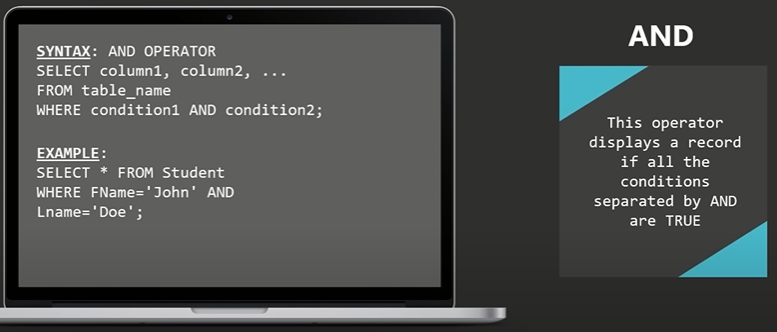 SYNTAX: AND OPERATOR
SELECT column1, column2, ...
FROM table_name
WHERE condition1 AND condition2;
EXAMPLE:
SELECT * FROM Student
WHERE FName='John' AND
Lname='Doe';
AND
This operator
displays a record
if all the
conditions
separated by AND
are TRUE